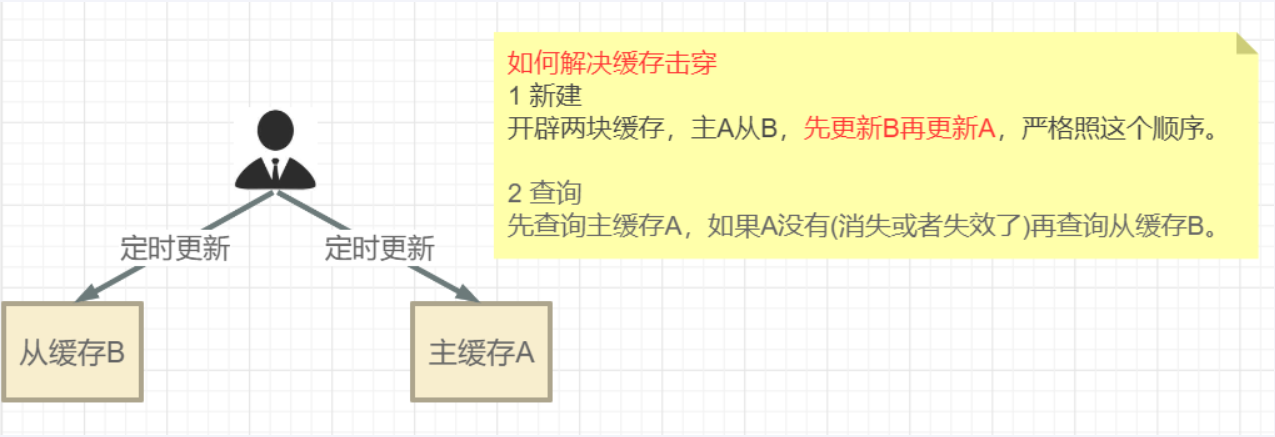 如何解决缓存击穿
1 新建
开辟两块缓存，主A从B，先更新B再更新A，严格照这个顺序。
2 查询
先查询主缓存A，如果A没有(消失或者失效了)再查询从缓存B。
定时更新
定时更新
从缓存B
主缓存A